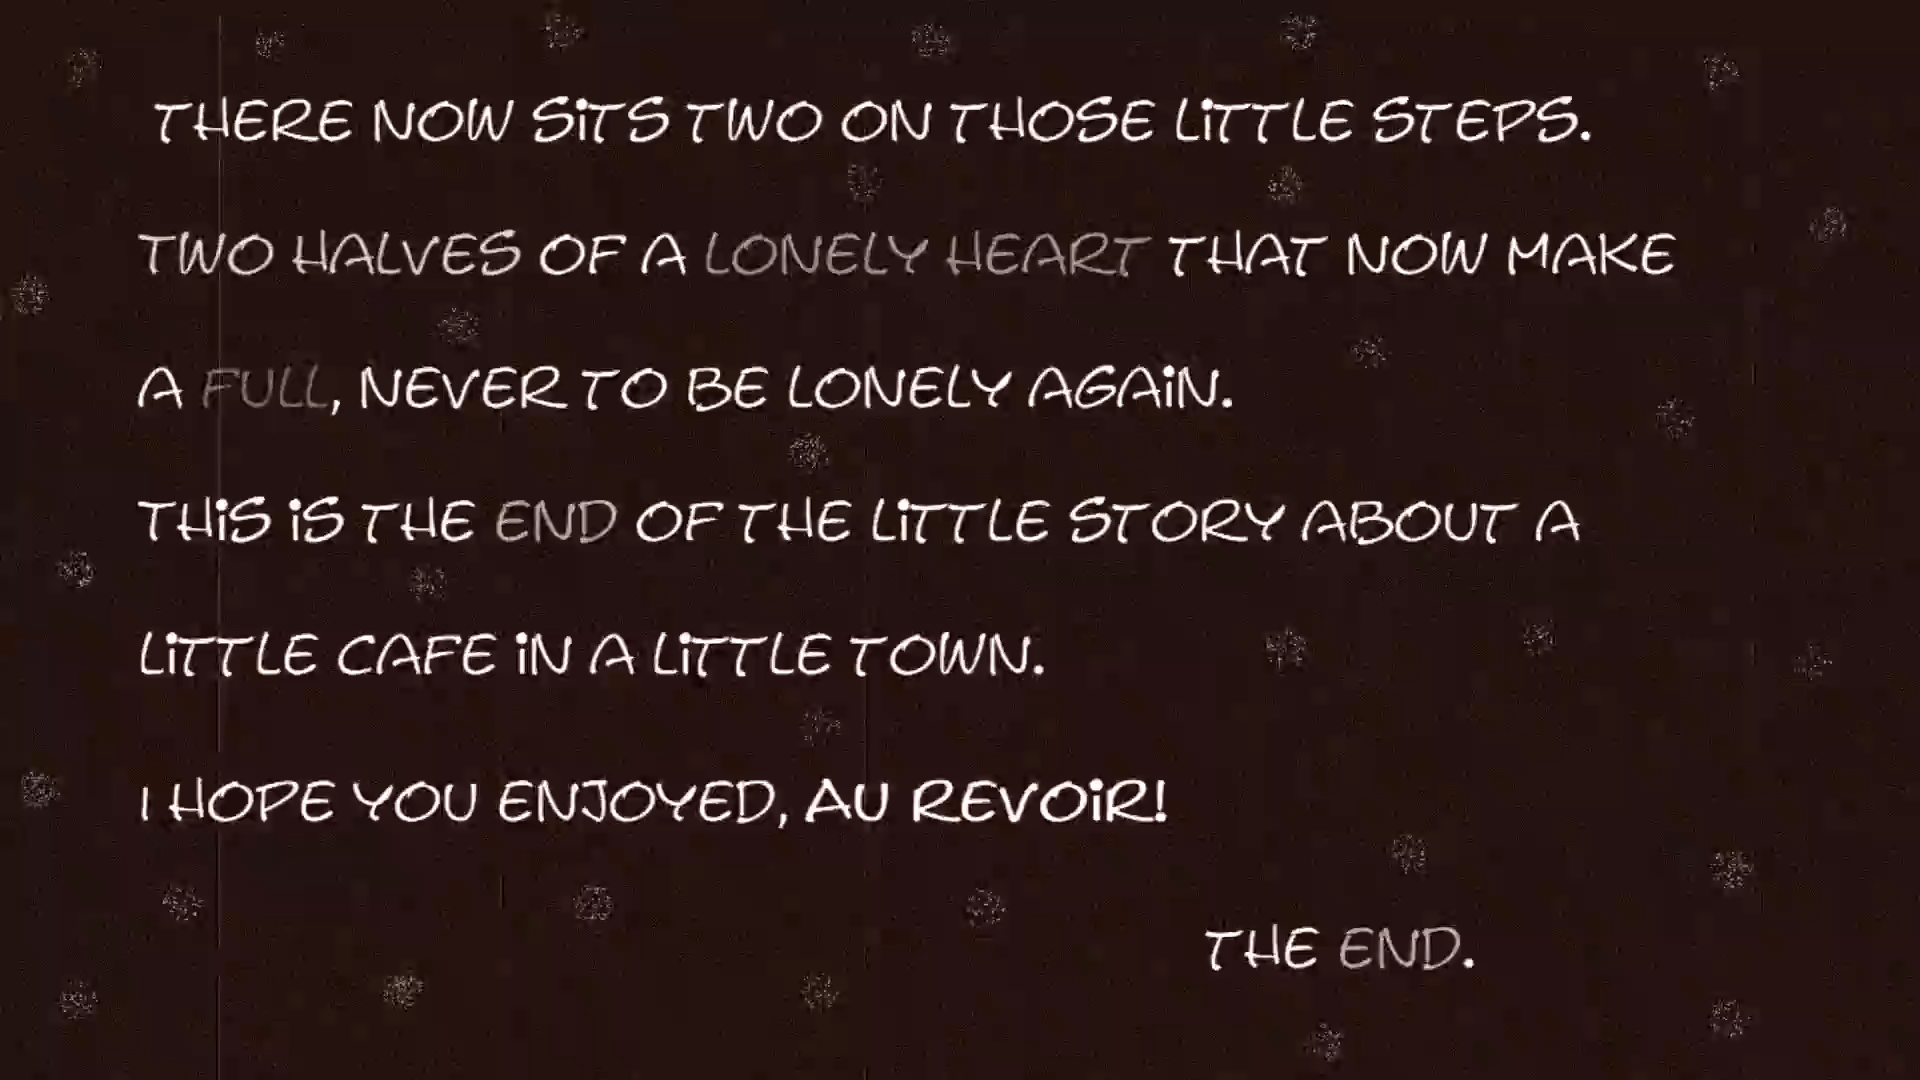 THERE NOW SiTS TWO ON THOSE LiTTLE STEPS.
TWO HALVES OF A LONELY HEART THAT NOW MAKE
A FULL, NEVER TO BE LONELY AGAiN.
THiS iS THE END OF THE LiTTLE STORY ABOUT A
LiTTLE CAFE iN A LiTTLE TOWN.
I HOPE YOU ENJOYED, AU REVOiR!
THE END.